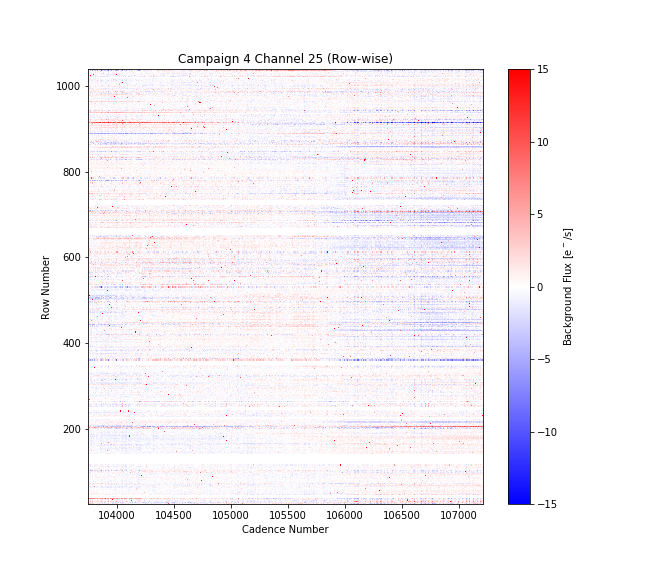 Campaign 4 Channel 25 (Row-wise)
1000
800
600
400
200
Row Number
104000 104500 105000 105500 106000 106500 107000
Cadence Number
15
10
5
0
−5
−10
−15
Background Flux [e⁻/s]